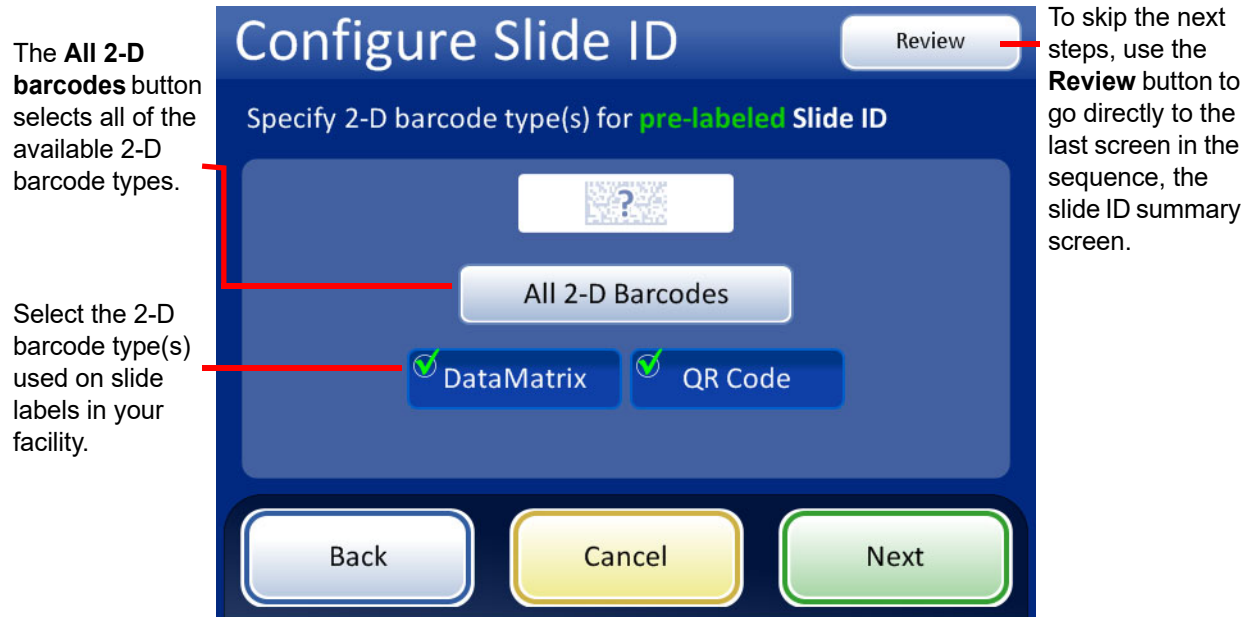 The All 2-D
barcodes button
selects all of the
available 2-D
barcode types.
Select the 2-D
barcode type(s)
used on slide
labels in your
facility.
Configure Slide ID
Review
Specify 2-D barcode type(s) for pre-labeled Slide ID
?
All 2-D Barcodes
DataMatrix
QR Code
Back
Cancel
Next
To skip the next
steps, use the
Review button to
go directly to the
last screen in the
sequence, the
slide ID summary
screen.